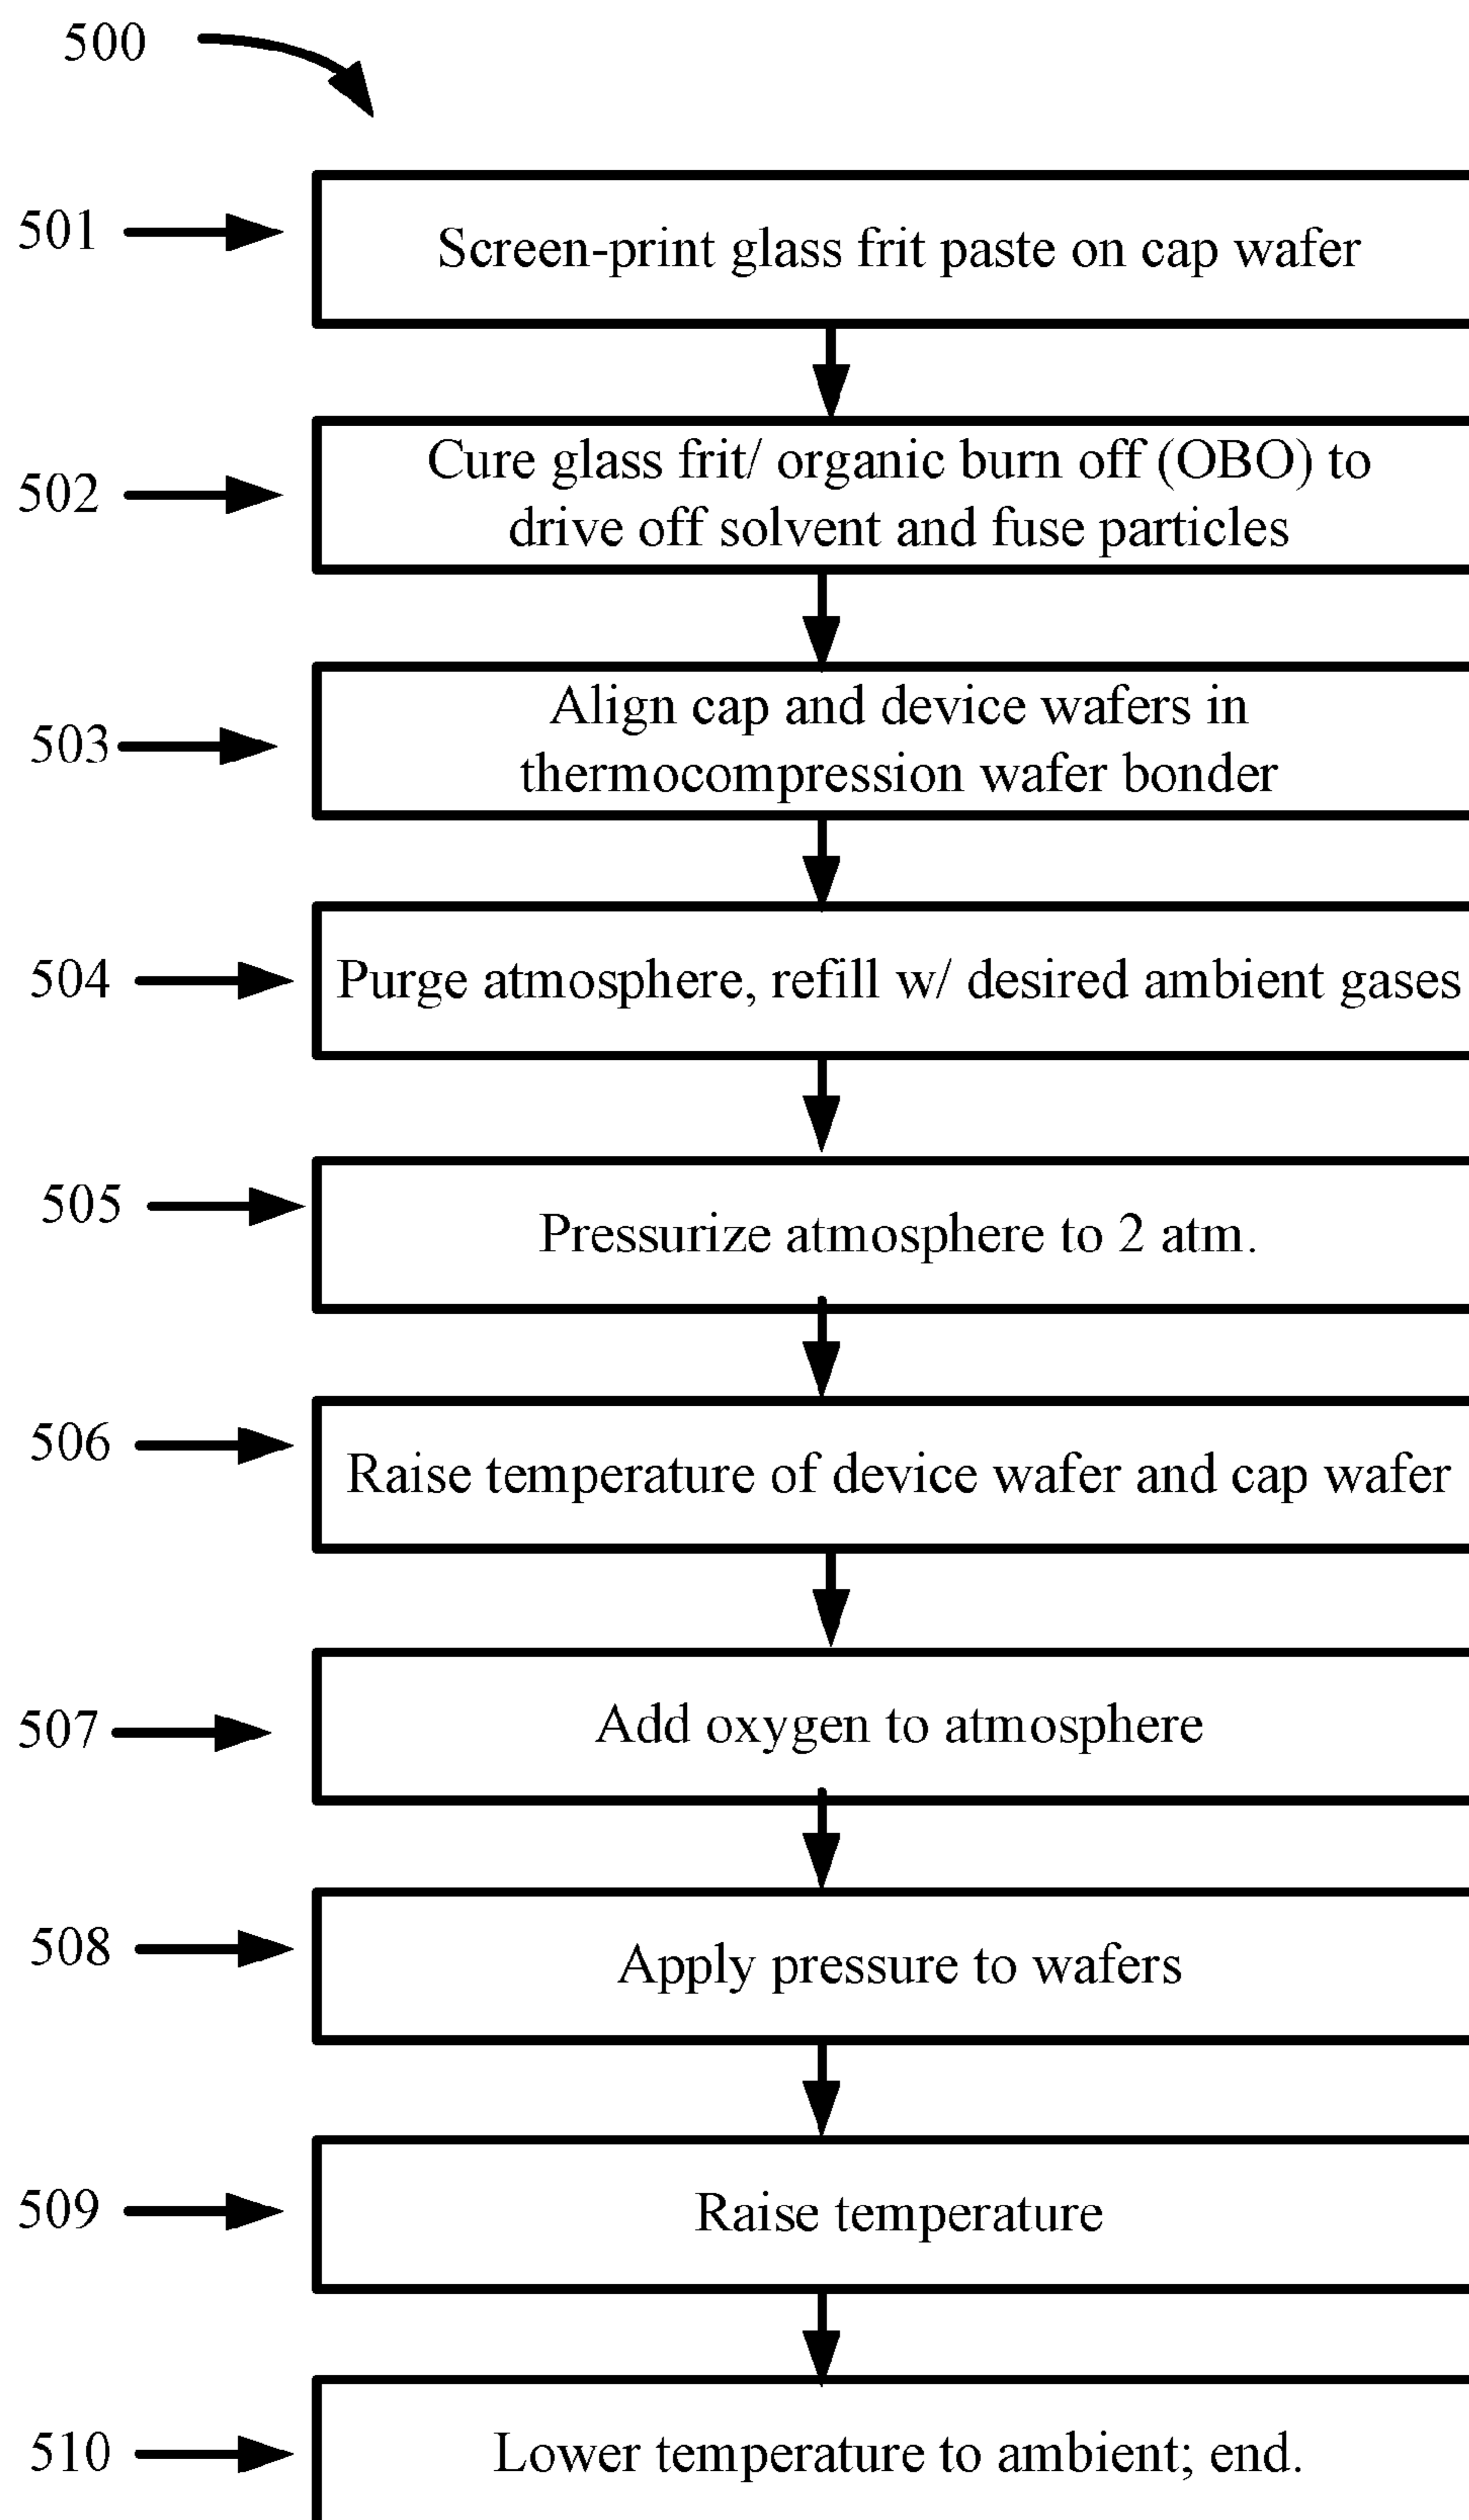 500
501
Screen-print glass frit paste on cap wafer
502
Cure glass frit/ organic burn off (OBO) to
drive off solvent and fuse particles
503
Align cap and device wafers in
thermocompression wafer bonder
504
Purge atmosphere, refill w/ desired ambient gases
505
Pressurize atmosphere to 2 atm.
506
Raise temperature of device wafer and cap wafer
507
Add oxygen to atmosphere
508
Apply pressure to wafers
509
Raise temperature
510
Lower temperature to ambient; end.